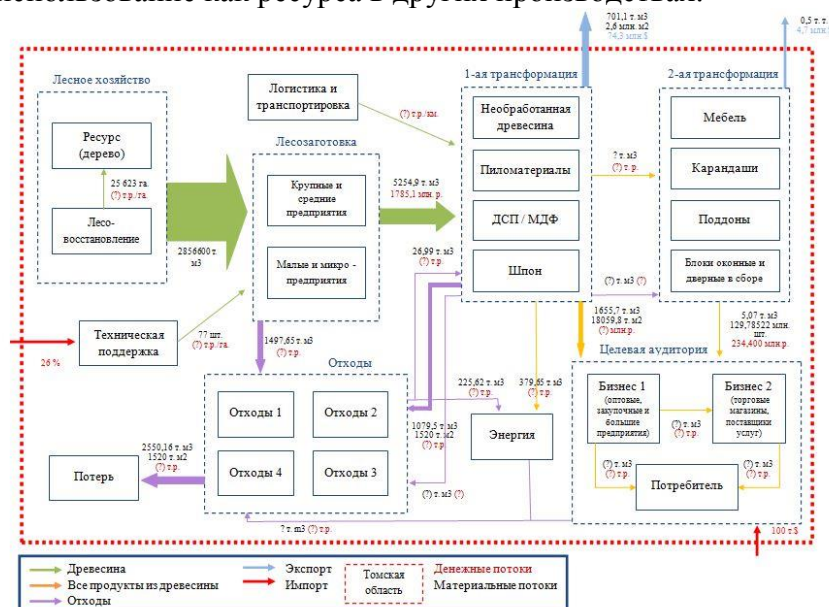 использование как ресурса в других производствах.
701,1 т. м3
2,6 млн. м2
74,3 млн $
0,5 т. т.
4,7 млн $
Лесное хозяйство
Ресурс
(дерево)
25 623 га.
(?) т.р./га.
Лесо-
восстановление
2856600 т.
м3
Логистика и
транспортировка
(?) т.р./км.
Лесозаготовка
Крупные и
средние
предприятия
Малые и микро -
предприятия
5254,9 т. м3
1785,1 млн. р.
1-ая трансформация
Необработанная
древесина
Пиломатериалы
ДСП / МДФ
Шпон
? т. м3
(?) т.р.
2-ая трансформация
Мебель
Карандаши
Поддоны
Блоки оконные и
дверные в сборе
26,99 т. м3
(?) т.р.
(?) т. м3 (?)
Техническая
поддержка
26 %
77 шт.
(?) т.р./га.
1497,65 т. м3
(?) т.р.
1655,7 т. м3
18059,8 т. м2
(?) млн.р.
5,07 т. м3
129,78522 млн.
шт.
234,400 млн.р.
Отходы
Отходы 1
Отходы 2
Отходы 4
Отходы 3
225,62 т. м3
(?) т.р.
379,65 т. м3
(?) т.р.
1079,5 т. м3
1520 т. м2
(?) т.р.
Энергия
(?) т. м3 (?)
2550,16 т. м3
1520 т. м2
(?) т.р.
Потерь
? т. m3 (?) т.р.
Целевая аудитория
Бизнес 1
(оптовые,
закупочные и
большие
предприятия)
(?) т. м3
(?) т.р.
Бизнес 2
(торговые
магазины,
поставщики
услуг)
(?) т. м3
(?) т.р.
(?) т. м3
(?) т.р.
Потребитель
100 т $
Древесина
Все продукты из древесины
Отходы
Экспорт
Импорт
Томская
область
Денежные потоки
Материальные потоки